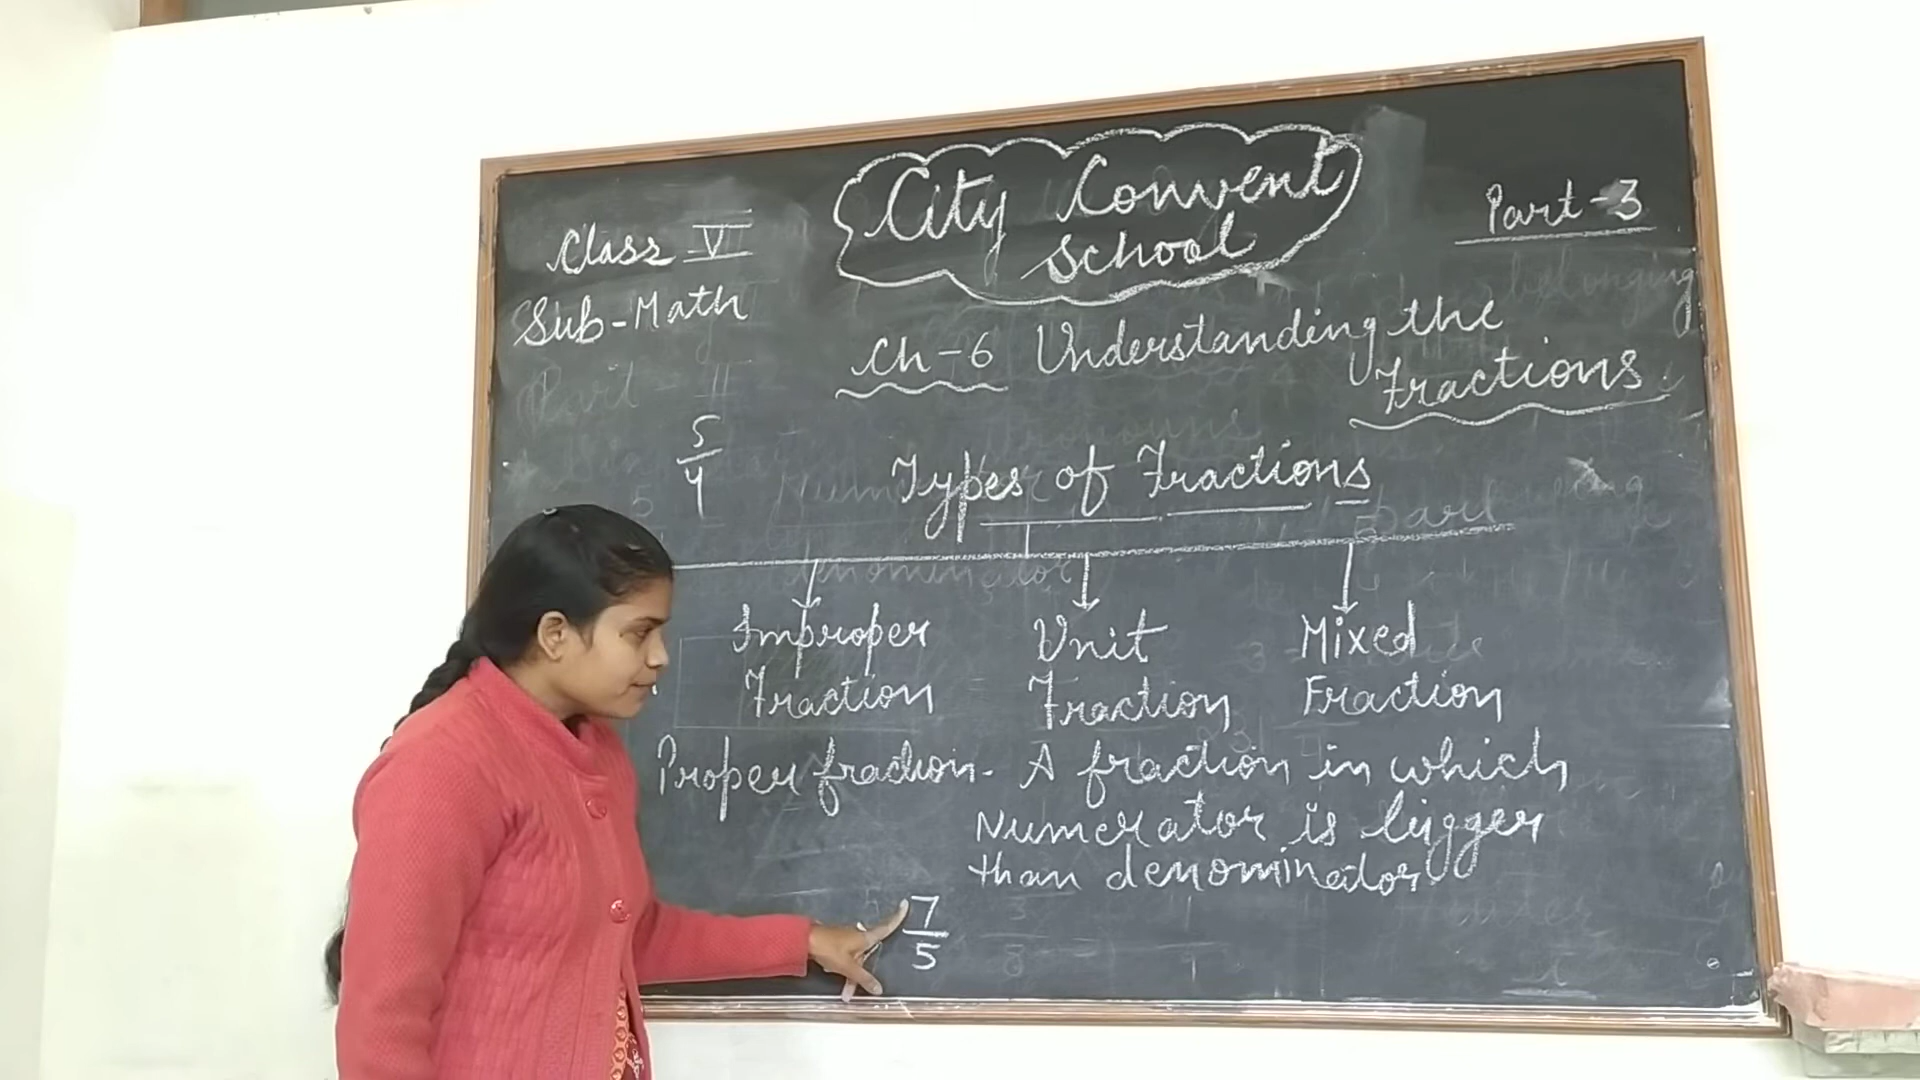 City Convent
School
Part-3
Class V
Sub-Math
Ch-6 Understanding the
Fractions
5
4
Types of Fractions
Improper
Fraction
Unit
Fraction
Mixed
Fraction
Proper fraction- A fraction in which
Numerator is bigger
than denominator
7
5